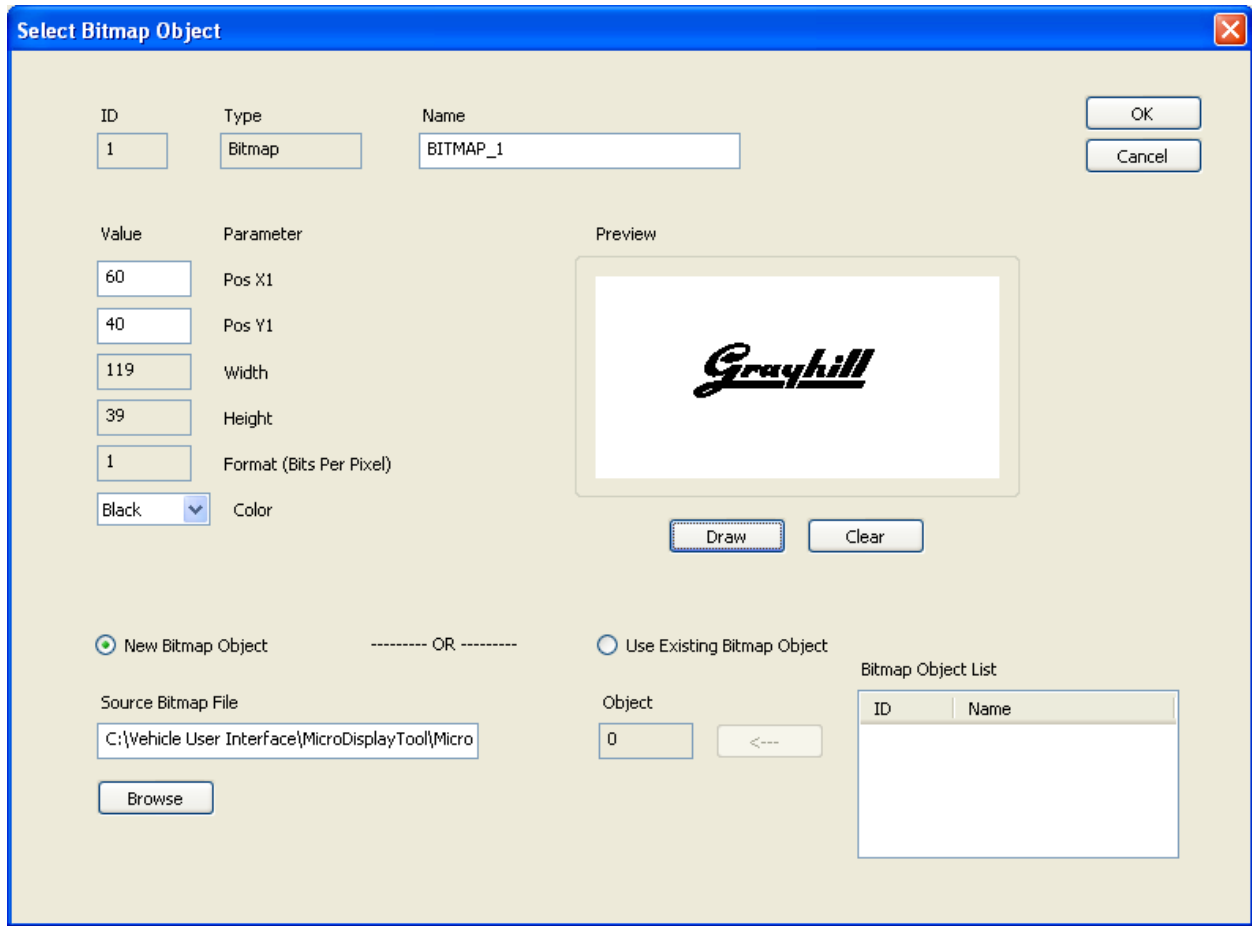 Select Bitmap Object
ID Type Name
1 Bitmap BITMAP_1
OK
Cancel
Value Parameter Preview
60 Pos X1
40 Pos Y1
119 Width
39 Height
1 Format (Bits Per Pixel)
Black Color
Grayhill
Draw Clear
New Bitmap Object --------- OR --------- Use Existing Bitmap Object
Bitmap Object List
Source Bitmap File Object
ID Name
C:\Vehicle User Interface\MicroDisplayTool\Micro 0 <---
Browse